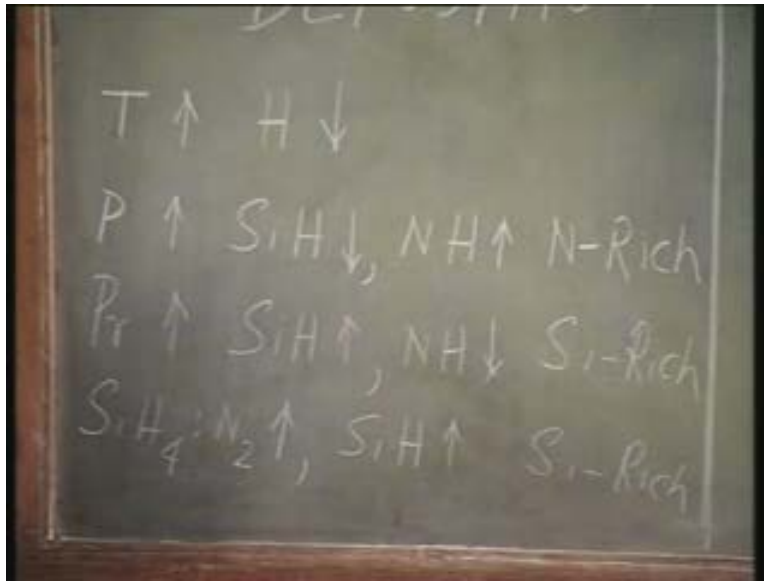 T ↑ H ↓
P ↑ SiH ↓, NH ↑ N-Rich
Pr ↑ SiH ↑, NH ↓ Si-Rich
SiH4:N2 ↑, SiH ↑ Si-Rich